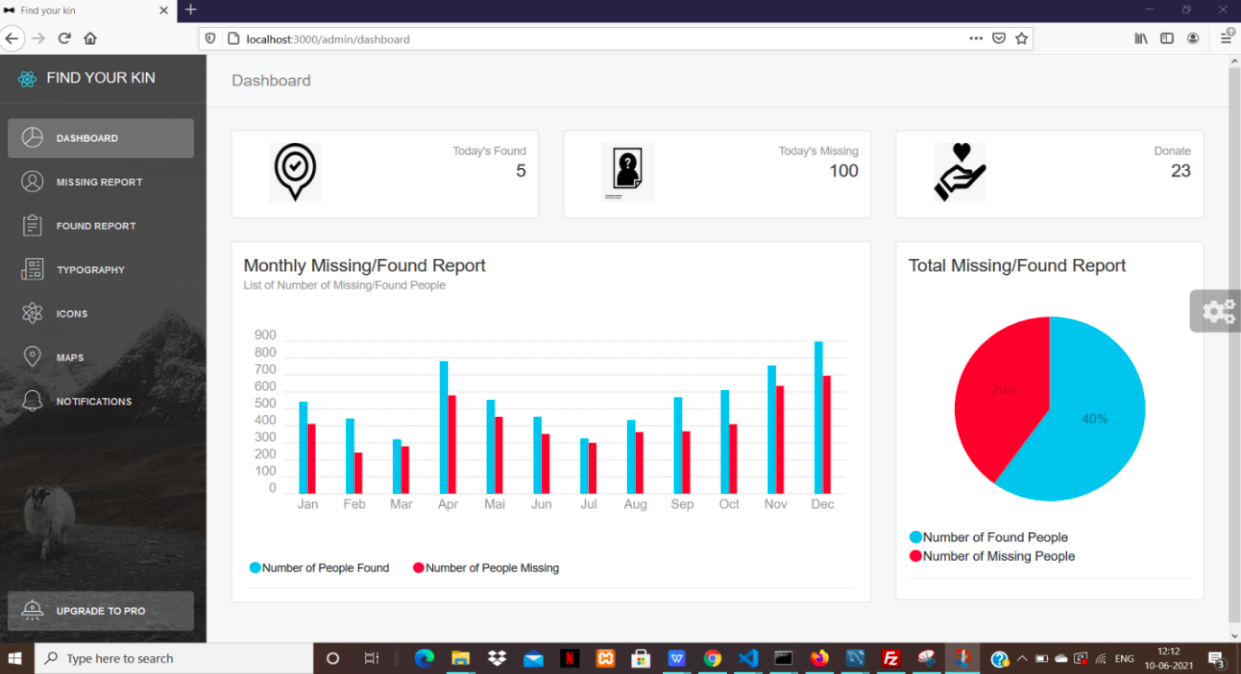 Find your kin
localhost:3000/admin/dashboard
FIND YOUR KIN
DASHBOARD
MISSING REPORT
FOUND REPORT
TYPOGRAPHY
ICONS
MAPS
NOTIFICATIONS
UPGRADE TO PRO
Dashboard
Today's Found
5
Today's Missing
100
Donate
23
Monthly Missing/Found Report
List of Number of Missing/Found People
900
800
700
600
500
400
300
200
100
0
Jan Feb Mar Apr Mai Jun Jul Aug Sep Oct Nov Dec
Number of People Found Number of People Missing
Total Missing/Found Report
20%
40%
Number of Found People
Number of Missing People
Type here to search
ENG
12:12
10-06-2021
3